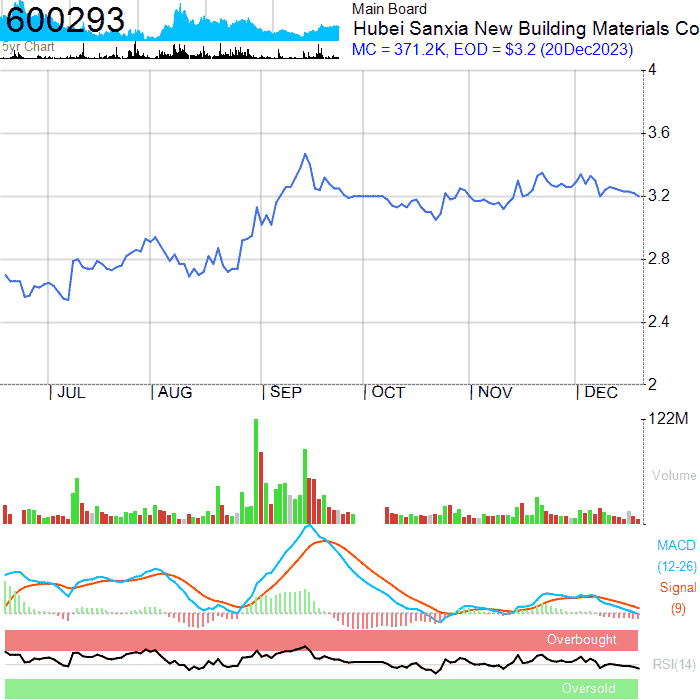 600293
5yr Chart
Main Board
Hubei Sanxia New Building Materials Co
MC = 371.2K, EOD = $3.2 (20Dec2023)
4
3.6
3.2
2.8
2.4
2
JUL
AUG
SEP
OCT
NOV
DEC
122M
Volume
MACD
(12-26)
Signal
(9)
Overbought
RSI(14)
Oversold